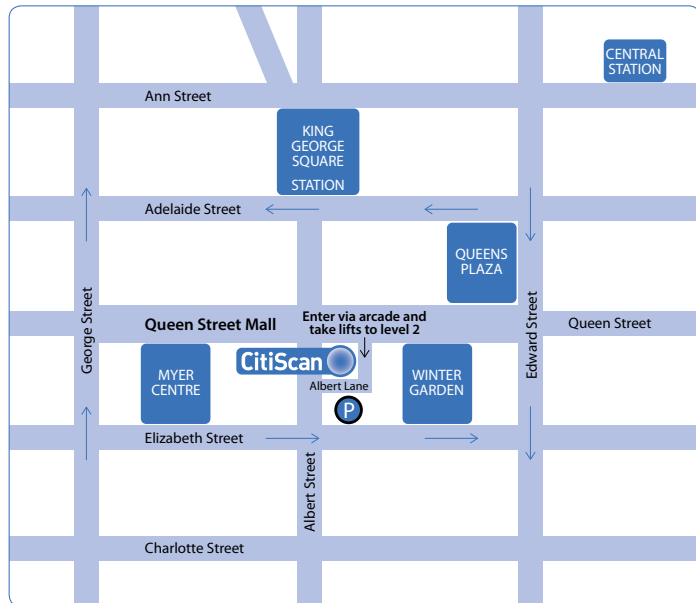 CENTRAL
STATION
Ann Street
KING
GEORGE
SQUARE
STATION
Adelaide Street
QUEENS
PLAZA
George Street
Queen Street Mall
Enter via arcade and
take lifts to level 2
Edward Street
Queen Street
CitiScan
MYER
CENTRE
Albert Lane
WINTER
GARDEN
P
Elizabeth Street
Albert Street
Charlotte Street